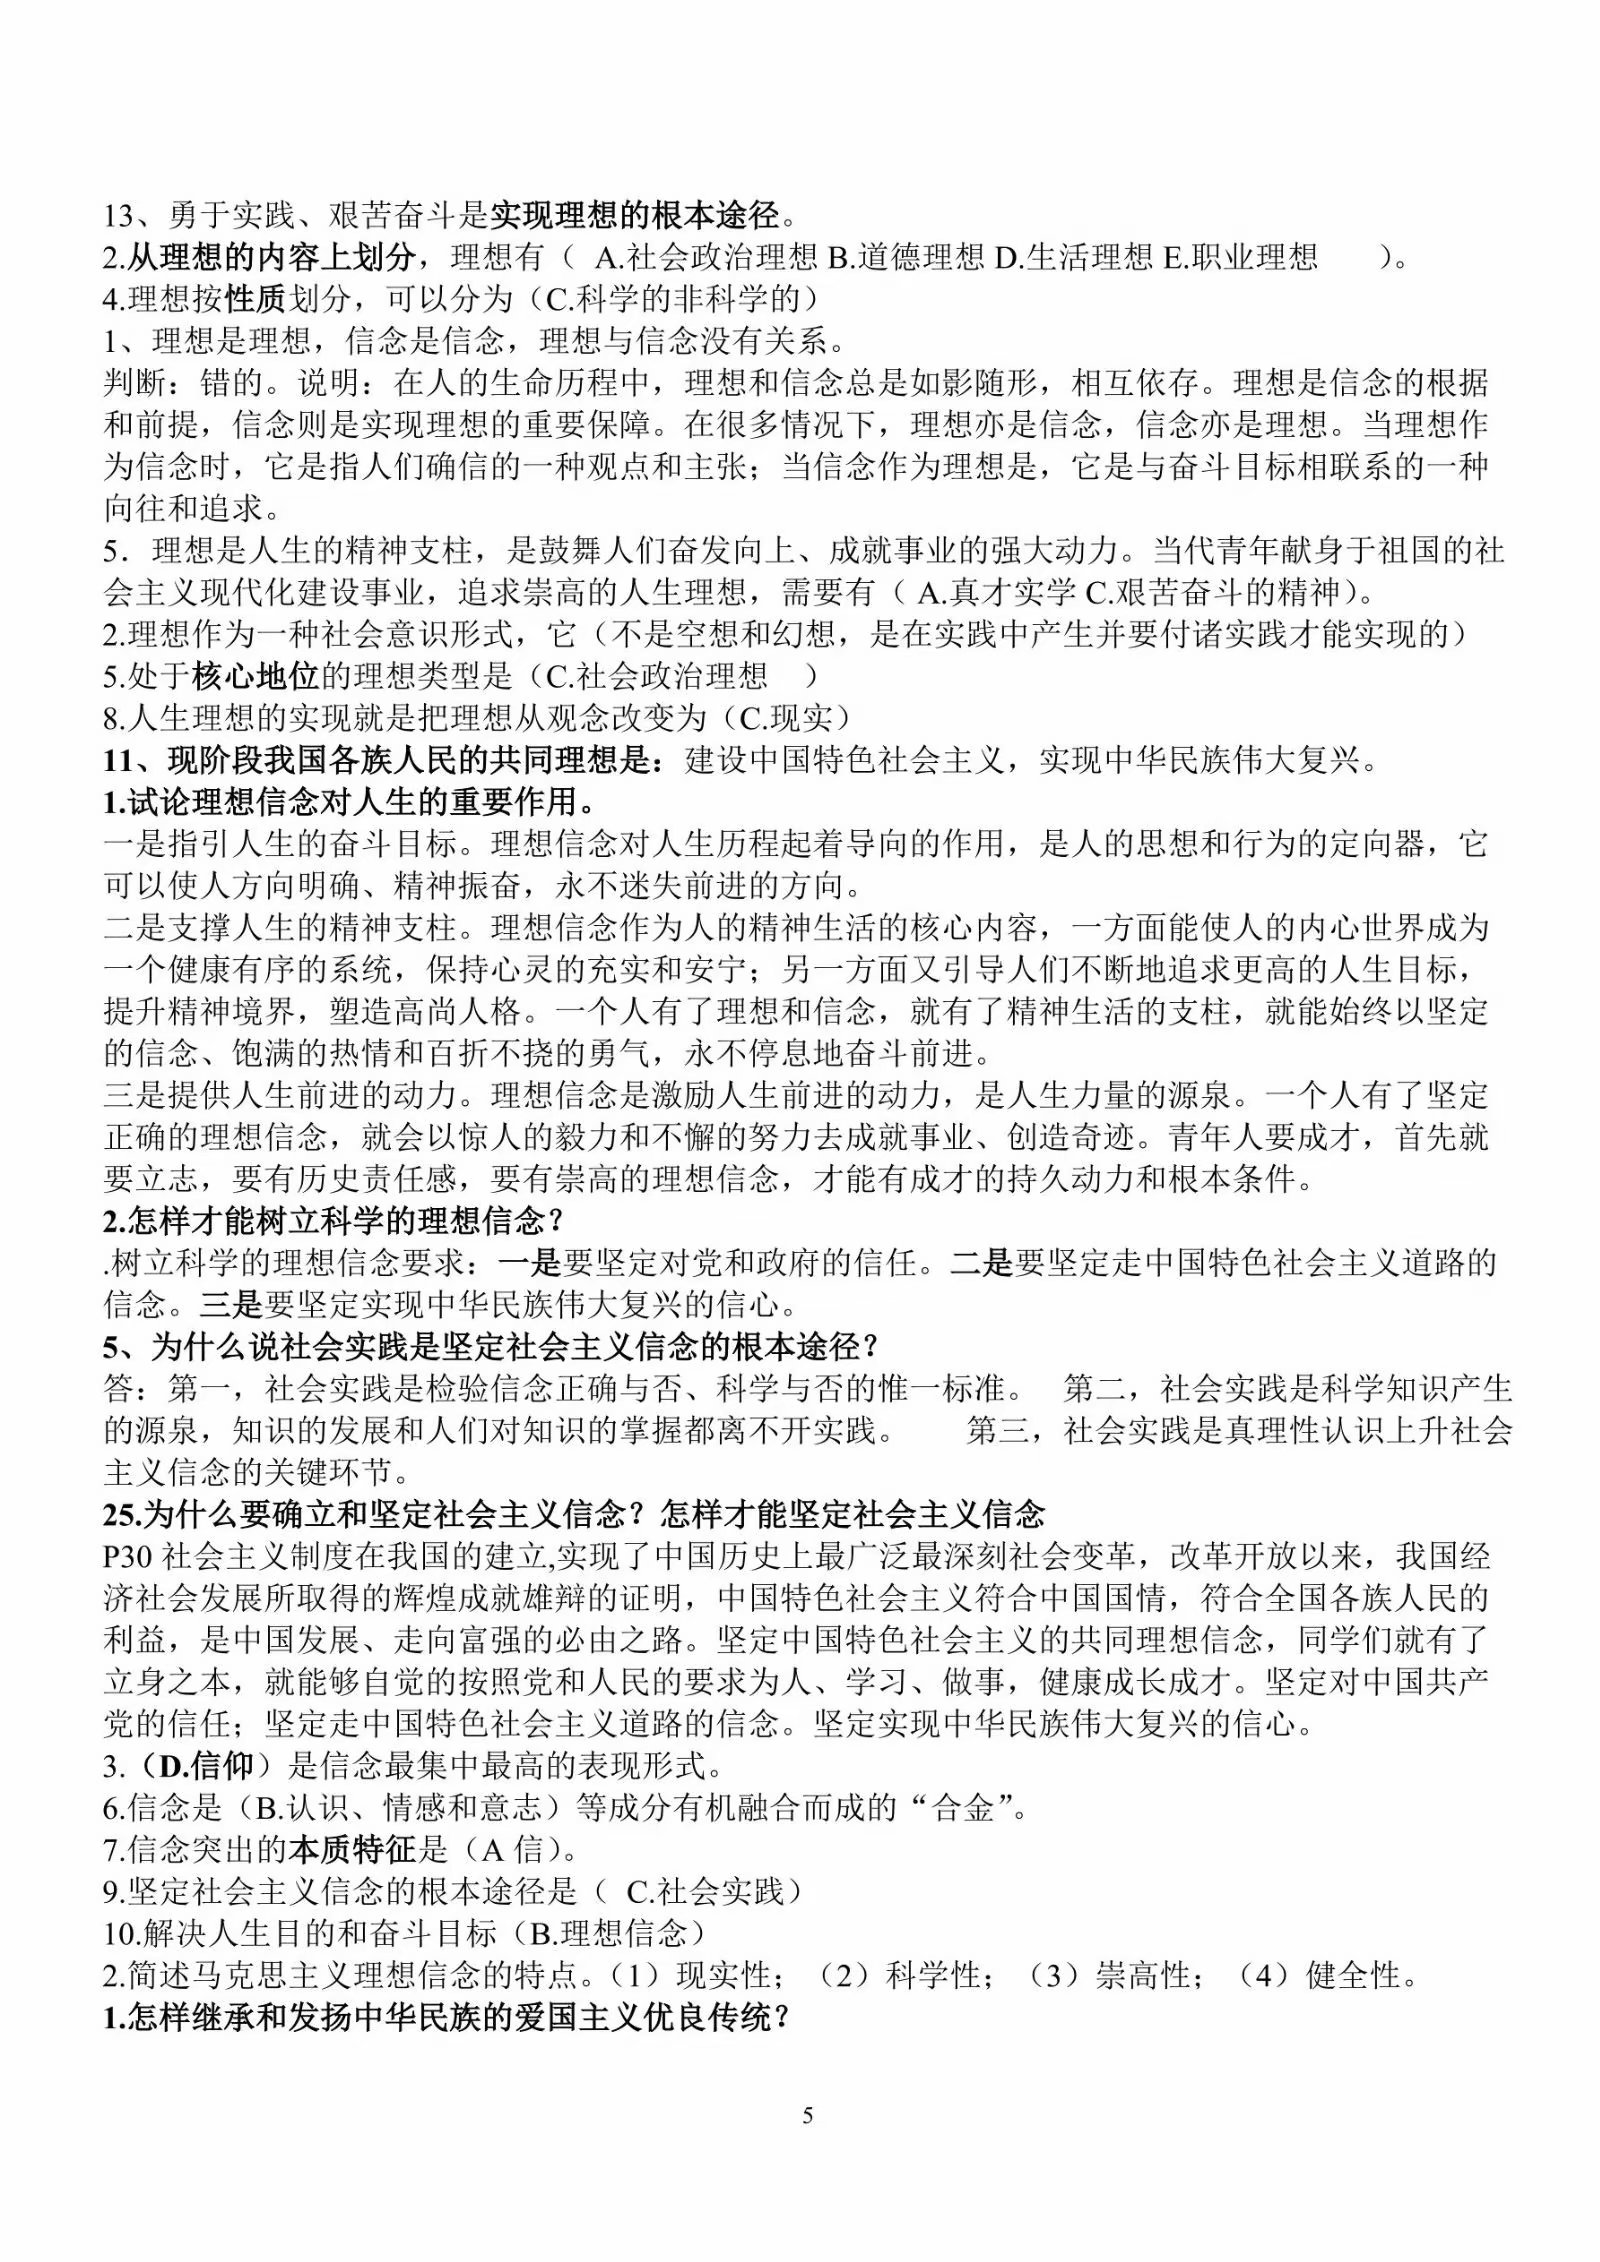 13、勇于实践、艰苦奋斗是实现理想的根本途径。
2.从理想的内容上划分，理想有（ A.社会政治理想 B.道德理想 D.生活理想 E.职业理想 ）。
4.理想按性质划分，可以分为（C.科学的非科学的）
1、理想是理想，信念是信念，理想与信念没有关系。
判断：错的。说明：在人的生命历程中，理想和信念总是如影随形，相互依存。理想是信念的根据
和前提，信念则是实现理想的重要保障。在很多情况下，理想亦是信念，信念亦是理想。当理想作
为信念时，它是指人们确信的一种观点和主张；当信念作为理想是，它是与奋斗目标相联系的一种
向往和追求。
5．理想是人生的精神支柱，是鼓舞人们奋发向上、成就事业的强大动力。当代青年献身于祖国的社
会主义现代化建设事业，追求崇高的人生理想，需要有（ A.真才实学 C.艰苦奋斗的精神）。
2.理想作为一种社会意识形式，它（不是空想和幻想，是在实践中产生并要付诸实践才能实现的）
5.处于核心地位的理想类型是（C.社会政治理想 ）
8.人生理想的实现就是把理想从观念改变为（C.现实）
11、现阶段我国各族人民的共同理想是：建设中国特色社会主义，实现中华民族伟大复兴。
1.试论理想信念对人生的重要作用。
一是指引人生的奋斗目标。理想信念对人生历程起着导向的作用，是人的思想和行为的定向器，它
可以使人方向明确、精神振奋，永不迷失前进的方向。
二是支撑人生的精神支柱。理想信念作为人的精神生活的核心内容，一方面能使人的内心世界成为
一个健康有序的系统，保持心灵的充实和安宁；另一方面又引导人们不断地追求更高的人生目标，
提升精神境界，塑造高尚人格。一个人有了理想和信念，就有了精神生活的支柱，就能始终以坚定
的信念、饱满的热情和百折不挠的勇气，永不停息地奋斗前进。
三是提供人生前进的动力。理想信念是激励人生前进的动力，是人生力量的源泉。一个人有了坚定
正确的理想信念，就会以惊人的毅力和不懈的努力去成就事业、创造奇迹。青年人要成才，首先就
要立志，要有历史责任感，要有崇高的理想信念，才能有成才的持久动力和根本条件。
2.怎样才能树立科学的理想信念？
.树立科学的理想信念要求：一是要坚定对党和政府的信任。二是要坚定走中国特色社会主义道路的
信念。三是要坚定实现中华民族伟大复兴的信心。
5、为什么说社会实践是坚定社会主义信念的根本途径？
答：第一，社会实践是检验信念正确与否、科学与否的惟一标准。 第二，社会实践是科学知识产生
的源泉，知识的发展和人们对知识的掌握都离不开实践。 第三，社会实践是真理性认识上升社会
主义信念的关键环节。
25.为什么要确立和坚定社会主义信念？怎样才能坚定社会主义信念
P30 社会主义制度在我国的建立,实现了中国历史上最广泛最深刻社会变革，改革开放以来，我国经
济社会发展所取得的辉煌成就雄辩的证明，中国特色社会主义符合中国国情，符合全国各族人民的
利益，是中国发展、走向富强的必由之路。坚定中国特色社会主义的共同理想信念，同学们就有了
立身之本，就能够自觉的按照党和人民的要求为人、学习、做事，健康成长成才。坚定对中国共产
党的信任；坚定走中国特色社会主义道路的信念。坚定实现中华民族伟大复兴的信心。
3.（D.信仰）是信念最集中最高的表现形式。
6.信念是（B.认识、情感和意志）等成分有机融合而成的“合金”。
7.信念突出的本质特征是（A 信）。
9.坚定社会主义信念的根本途径是（ C.社会实践）
10.解决人生目的和奋斗目标（B.理想信念）
2.简述马克思主义理想信念的特点。（1）现实性；（2）科学性；（3）崇高性；（4）健全性。
1.怎样继承和发扬中华民族的爱国主义优良传统？
5